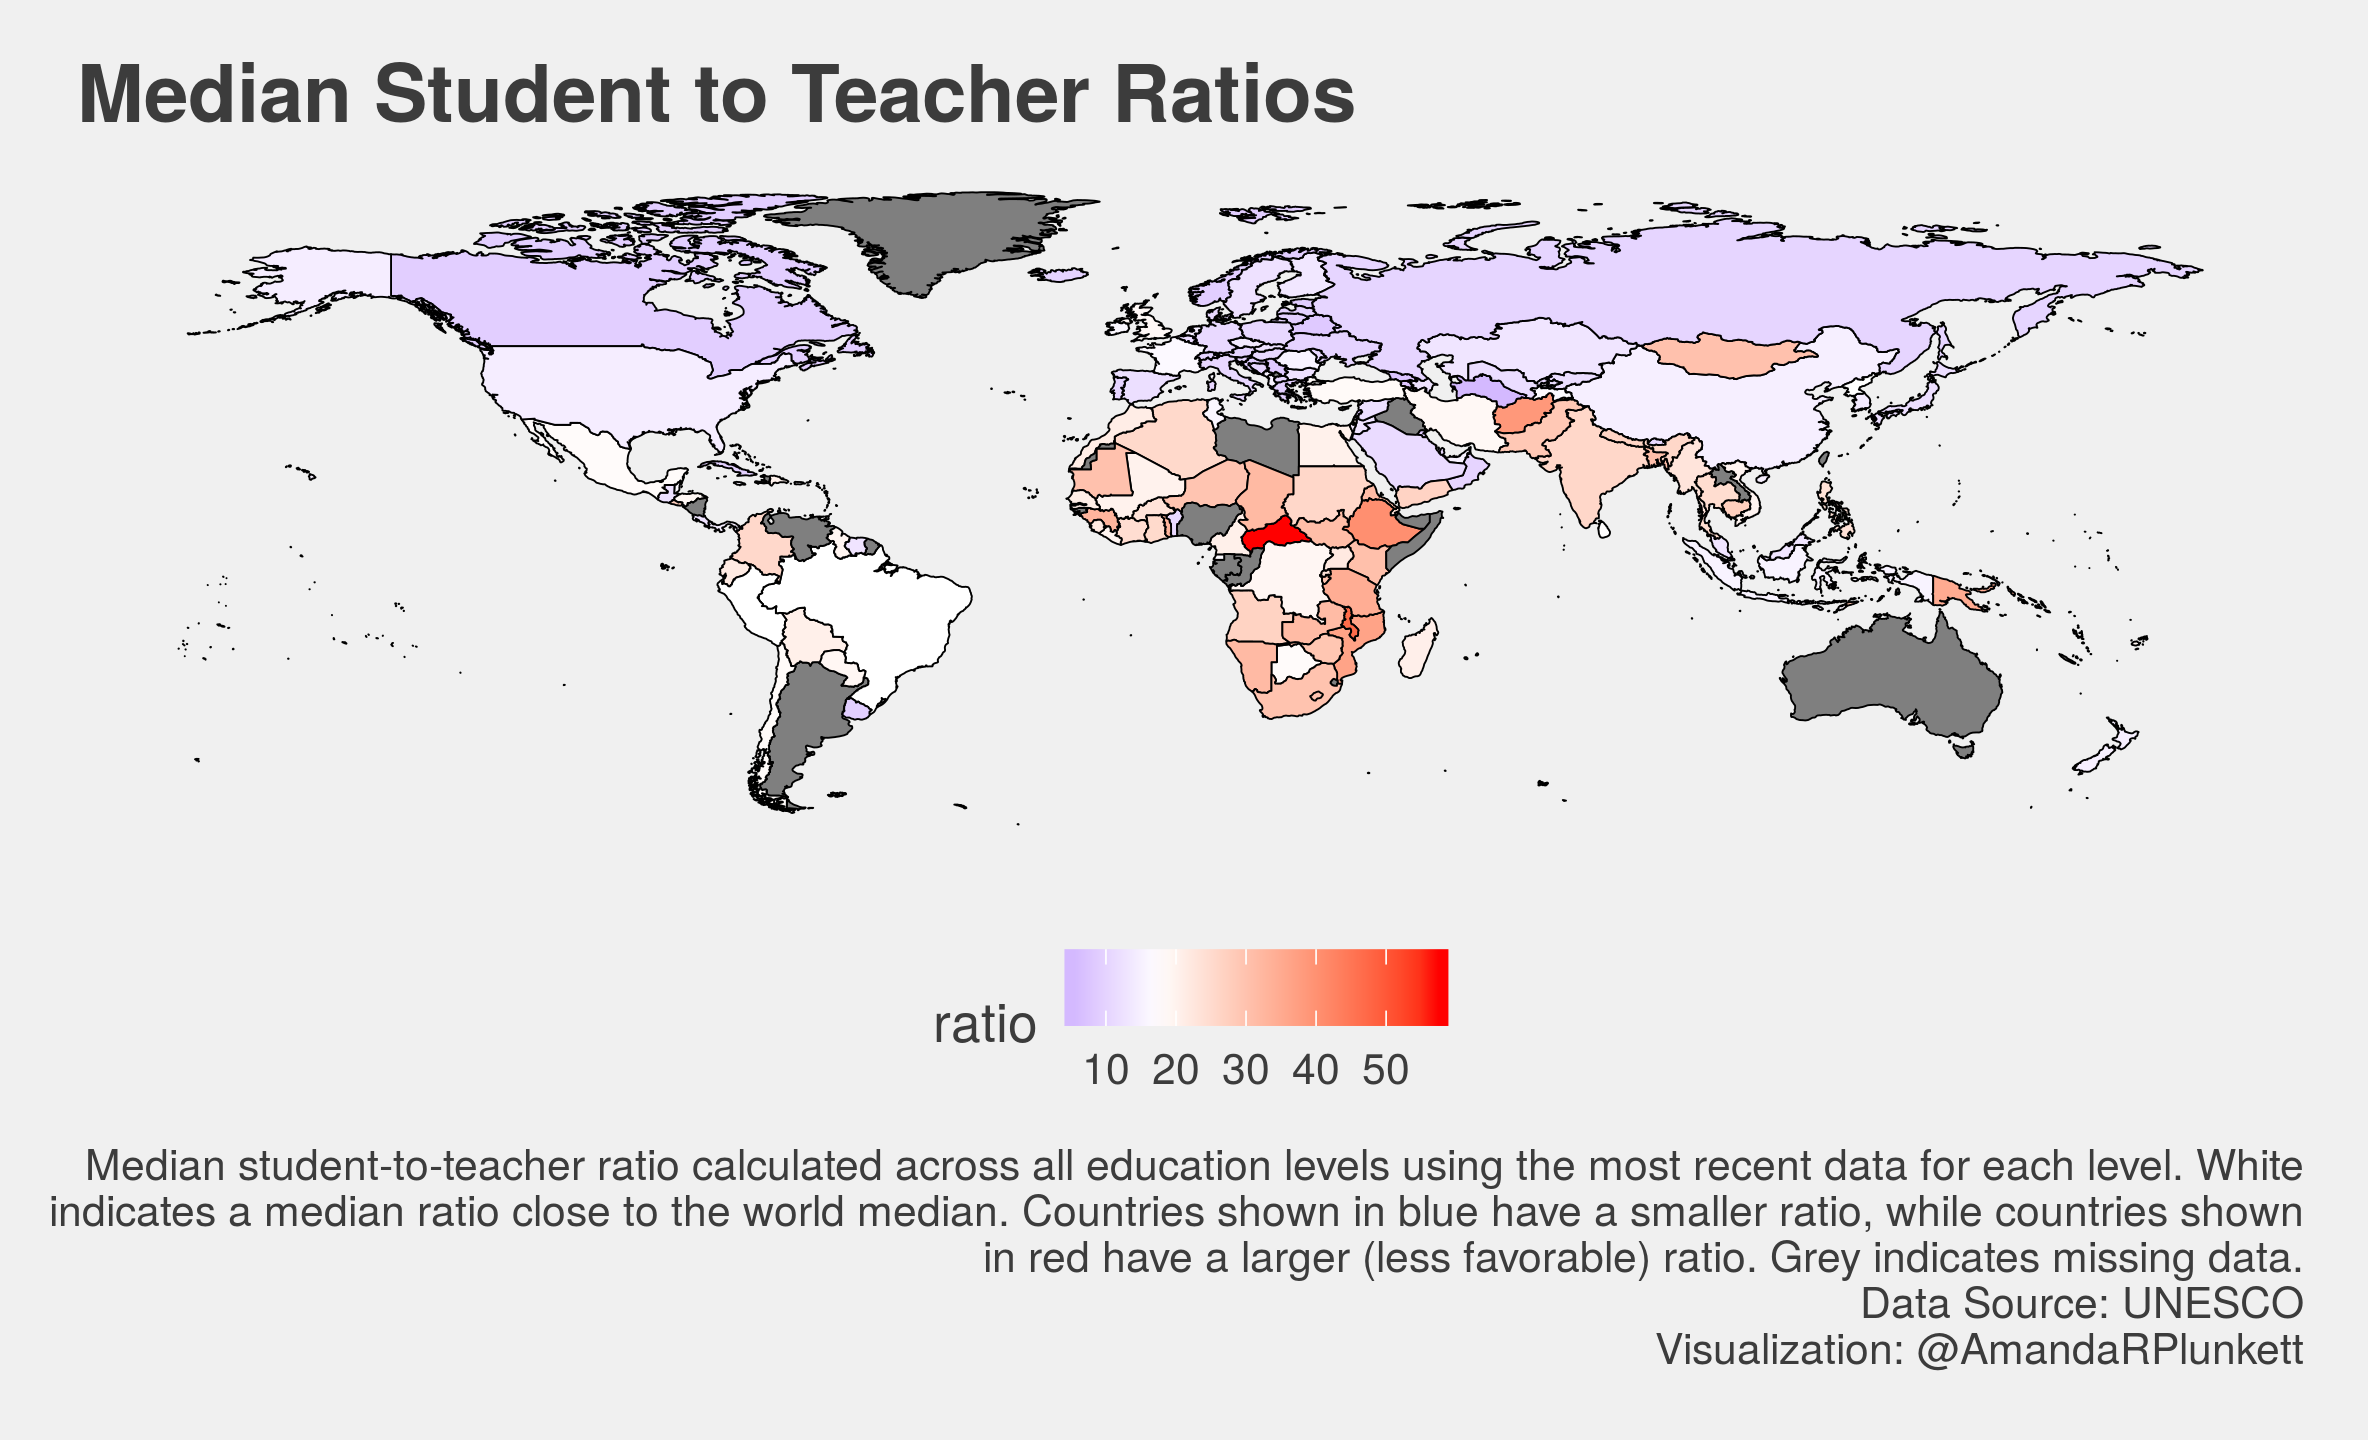 Median Student to Teacher Ratios
ratio
10 20 30 40 50
Median student-to-teacher ratio calculated across all education levels using the most recent data for each level. White
indicates a median ratio close to the world median. Countries shown in blue have a smaller ratio, while countries shown
in red have a larger (less favorable) ratio. Grey indicates missing data.
Data Source: UNESCO
Visualization: @AmandaRPlunkett